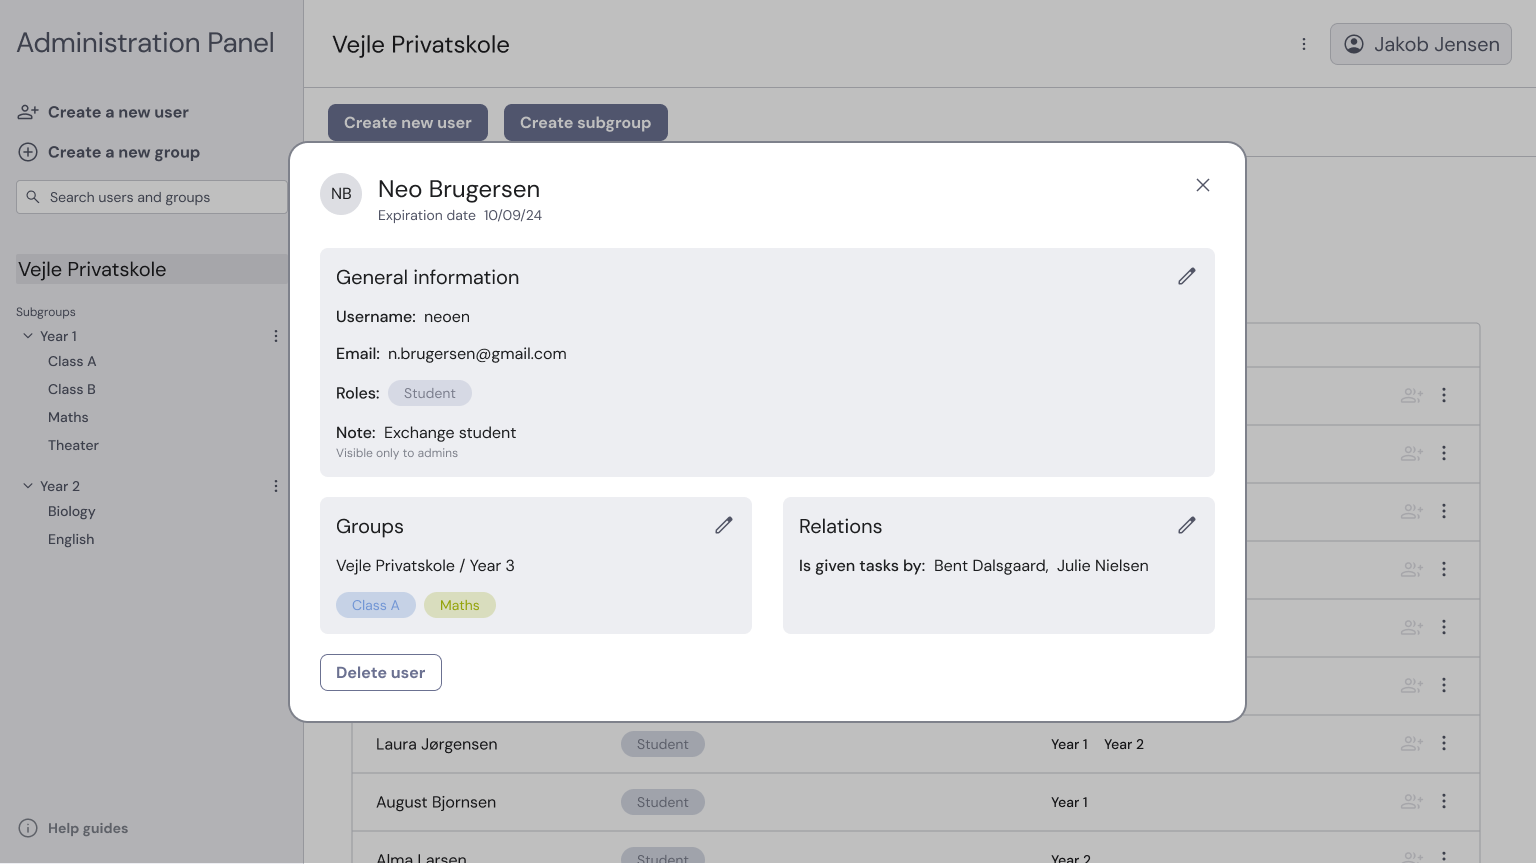 Administration Panel
Create a new user
Create a new group
Search users and groups
Vejle Privatskole
Subgroups
Year 1
Class A
Class B
Maths
Theater
Year 2
Biology
English
Help guides
Vejle Privatskole
Jakob Jensen
Create new user
Create subgroup
NB
Neo Brugersen
Expiration date 10/09/24
General information
Username: neoen
Email: n.brugersen@gmail.com
Roles: Student
Note: Exchange student
Visible only to admins
Groups
Vejle Privatskole / Year 3
Class A Maths
Relations
Is given tasks by: Bent Dalsgaard, Julie Nielsen
Delete user
Laura Jørgensen Student Year 1 Year 2
August Bjornsen Student Year 1
Alma Larsen Student Year 2